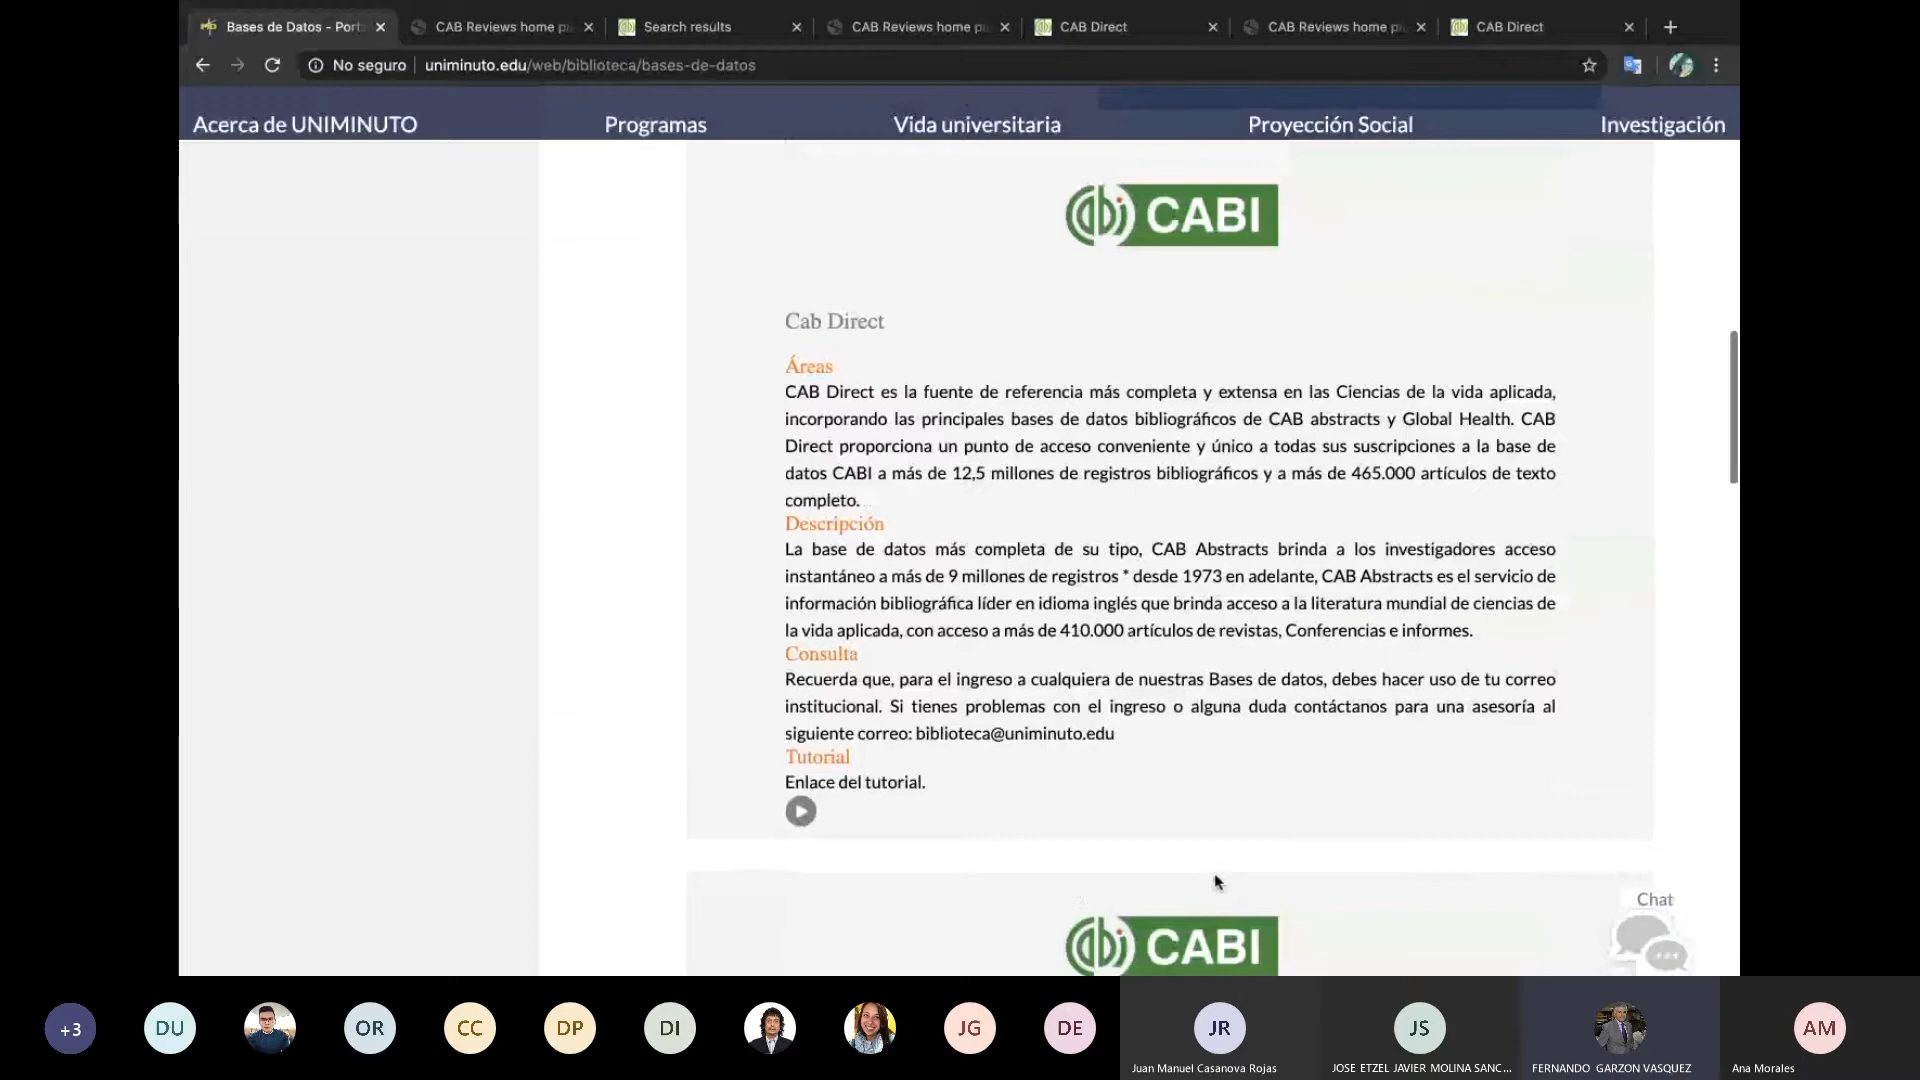 Bases de Datos - Port
CAB Reviews home p
Search results
CAB Reviews home p
CAB Direct
CAB Reviews home p
CAB Direct
No seguro
uniminuto.edu/web/biblioteca/bases-de-datos
Acerca de UNIMINUTO
Programas
Vida universitaria
Proyección Social
Investigación
CABI
Cab Direct
Áreas
CAB Direct es la fuente de referencia más completa y extensa en las Ciencias de la vida aplicada,
incorporando las principales bases de datos bibliográficos de CAB abstracts y Global Health. CAB
Direct proporciona un punto de acceso conveniente y único a todas sus suscripciones a la base de
datos CABI a más de 12,5 millones de registros bibliográficos y a más de 465.000 artículos de texto
completo.
Descripción
La base de datos más completa de su tipo, CAB Abstracts brinda a los investigadores acceso
instantáneo a más de 9 millones de registros * desde 1973 en adelante, CAB Abstracts es el servicio de
información bibliográfica líder en idioma inglés que brinda acceso a la literatura mundial de ciencias de
la vida aplicada, con acceso a más de 410.000 artículos de revistas, Conferencias e informes.
Consulta
Recuerda que, para el ingreso a cualquiera de nuestras Bases de datos, debes hacer uso de tu correo
institucional. Si tienes problemas con el ingreso o alguna duda contáctanos para una asesoría al
siguiente correo: biblioteca@uniminuto.edu
Tutorial
Enlace del tutorial.
Chat
CABI
+3
DU
OR
CC
DP
DI
JG
DE
JR
JS
AM
Juan Manuel Casanova Rojas
JOSE ETZEL JAVIER MOLINA SANC...
FERNANDO GARZON VASQUEZ
Ana Morales